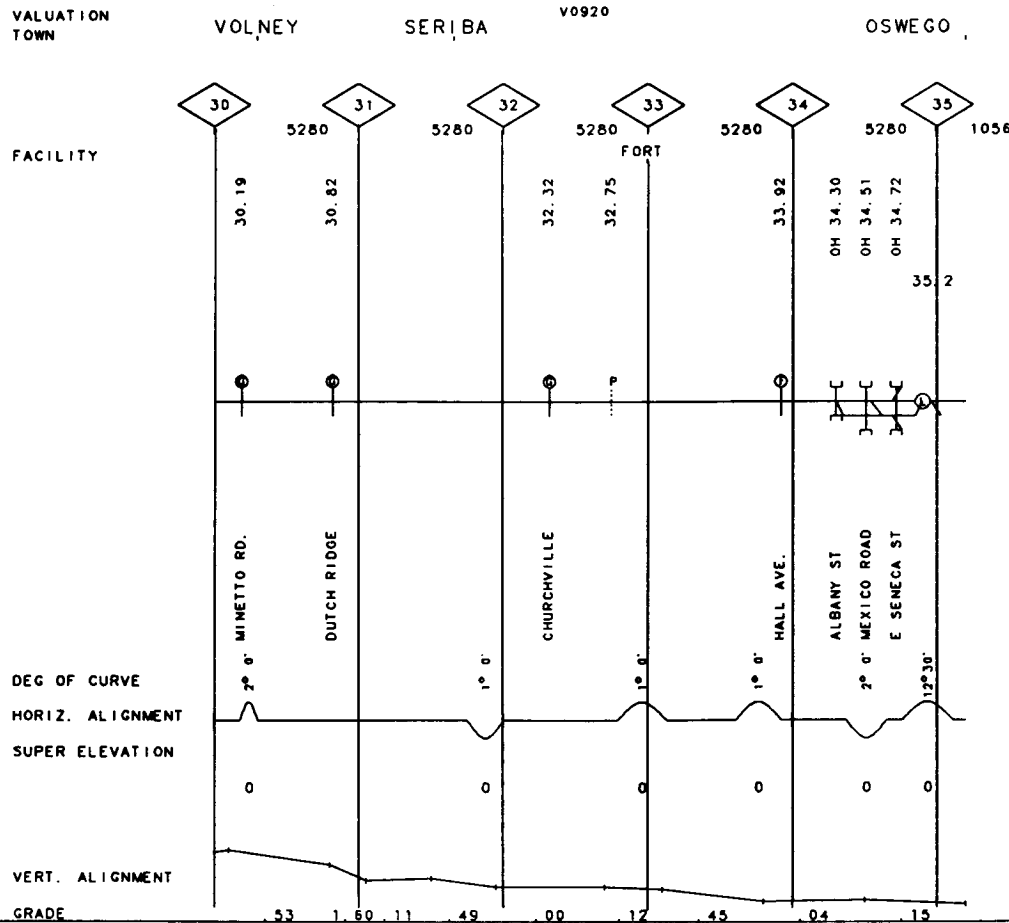 VALUATION TOWN
VOLNEY SERIBA V0920 OSWEGO
30 31 32 33 34 35
5280 5280 5280 5280 5280 1056
FACILITY
FORT
30.19
30.82
32.32
32.75
33.92
OH 34.30
OH 34.51
OH 34.72
35.2
G G G P F
MINETTO RD.
DUTCH RIDGE
CHURCHVILLE
HALL AVE.
ALBANY ST
MEXICO ROAD
E SENECA ST
DEG OF CURVE
2° 0' 1° 0' 1° 0' 1° 0' 2° 0' 12°30'
HORIZ. ALIGNMENT
SUPER ELEVATION
0 0 0 0 0 0
VERT. ALIGNMENT
GRADE .53 1.60 .11 .49 .00 .12 .45 .04 .15